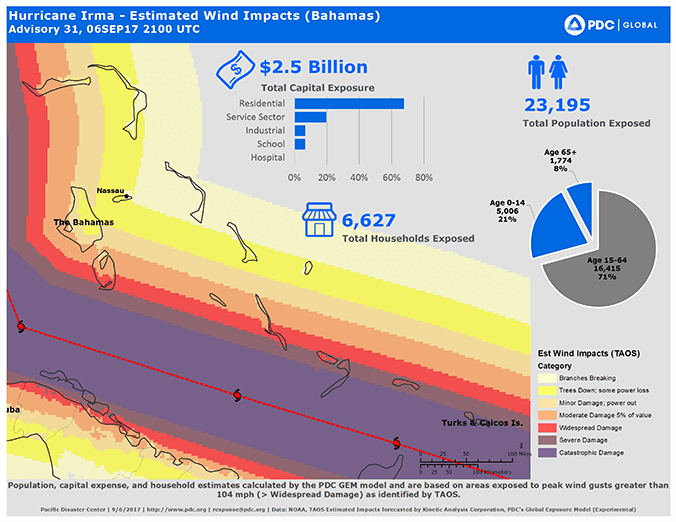 Hurricane Irma - Estimated Wind Impacts (Bahamas)
Advisory 31, 06SEP17 2100 UTC
PDC | GLOBAL
$2.5 Billion
Total Capital Exposure
Residential
Service Sector
Industrial
School
Hospital
0% 20% 40% 60% 80%
23,195
Total Population Exposed
Age 65+
1,774
8%
Age 0-14
5,006
21%
Age 15-64
16,415
71%
6,627
Total Households Exposed
Nassau
The Bahamas
uba
Turks & Caicos Is.
100 Miles
100 Kilometers
Est Wind Impacts (TAOS)
Category
Branches Breaking
Trees Down; some power loss
Minor Damage; power out
Moderate Damage 5% of value
Widespread Damage
Severe Damage
Catastrophic Damage
Population, capital expense, and household estimates calculated by the PDC GEM model and are based on areas exposed to peak wind gusts greater than
104 mph (> Widespread Damage) as identified by TAOS.
Pacific Disaster Center | 9/6/2017 | http://www.pdc.org | response@pdc.org | Data: NOAA, TAOS Estimated Impacts forecasted by Kinetic Analysis Corporation, PDC's Global Exposure Model (Experimental)